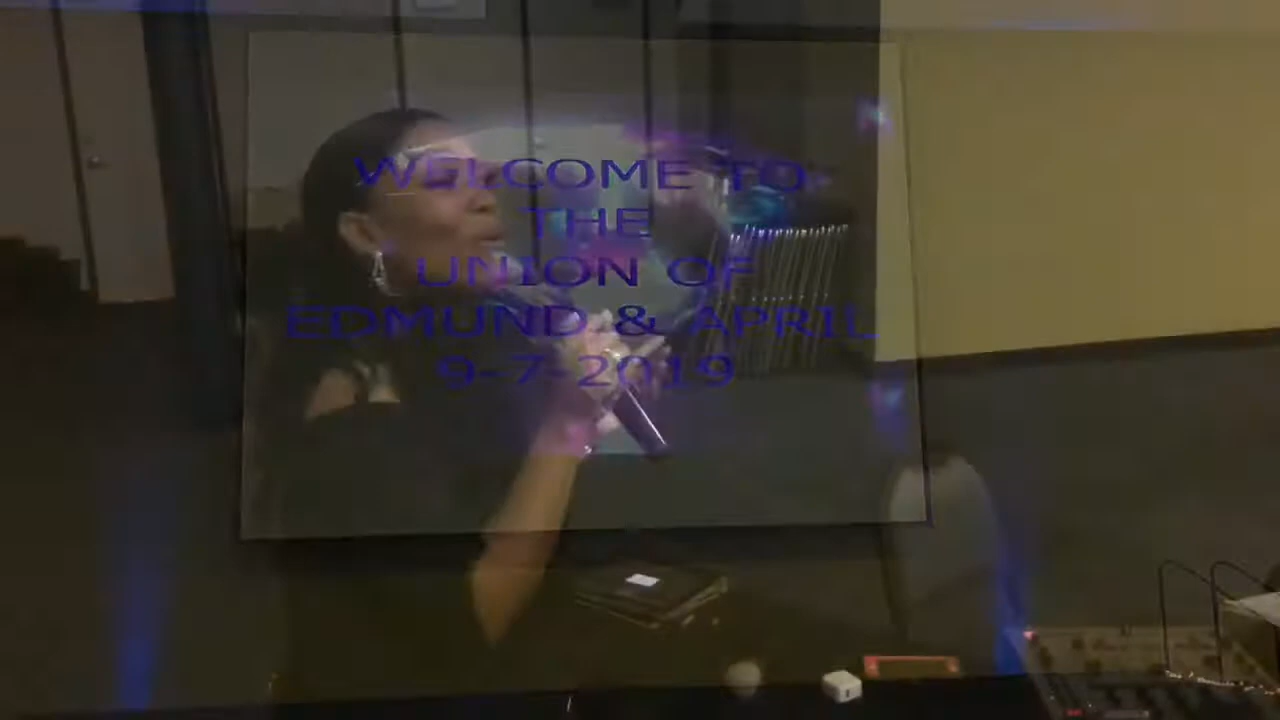 WELCOME TO
THE
UNION OF
EDMUND & APRIL
9-7-2019